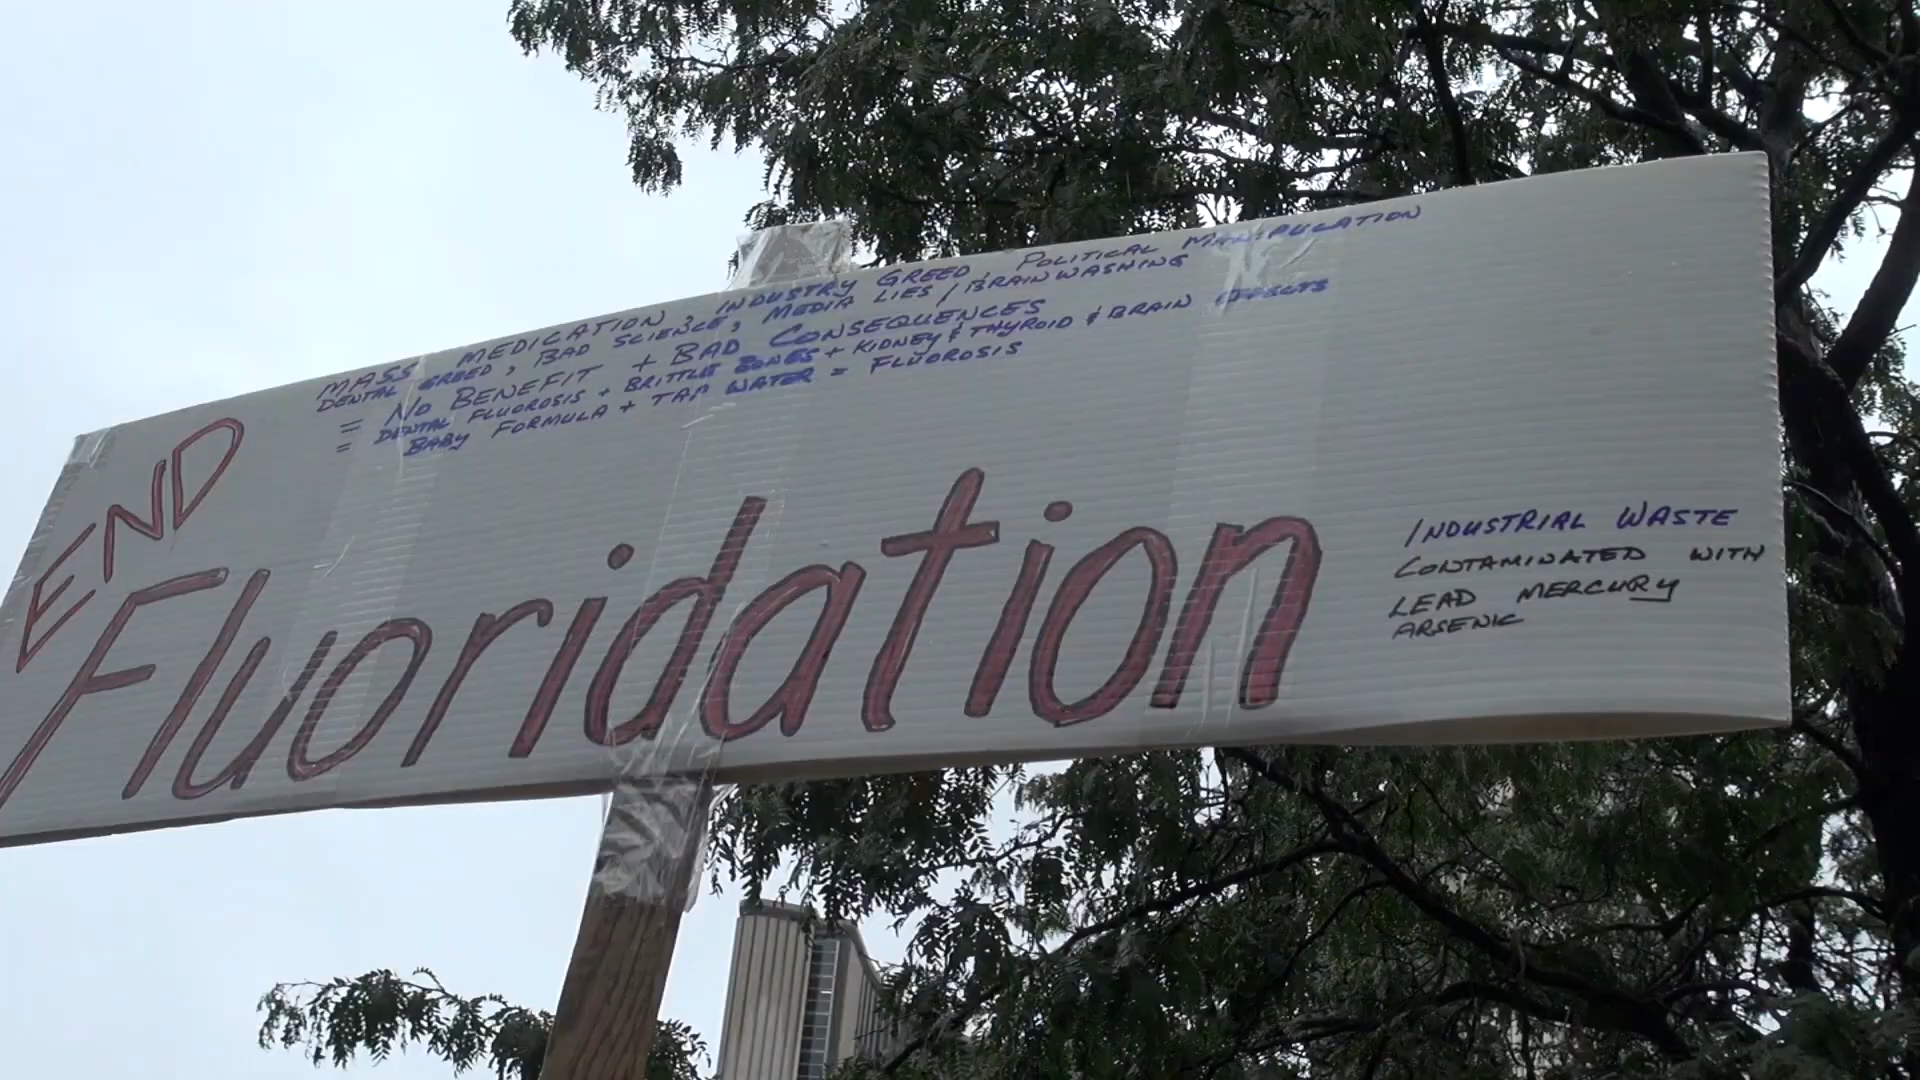 MASS MEDICATION, INDUSTRY GREED, POLITICAL MANIPULATION
DENTAL GREED, BAD SCIENCE, MEDIA LIES / BRAINWASHING
= NO BENEFIT + BAD CONSEQUENCES
= DENTAL FLUOROSIS + BRITTLE BONES + KIDNEY & THYROID & BRAIN EFFECTS
BABY FORMULA + TAP WATER = FLUOROSIS
END
Fluoridation
INDUSTRIAL WASTE
CONTAMINATED WITH
LEAD MERCURY
ARSENIC